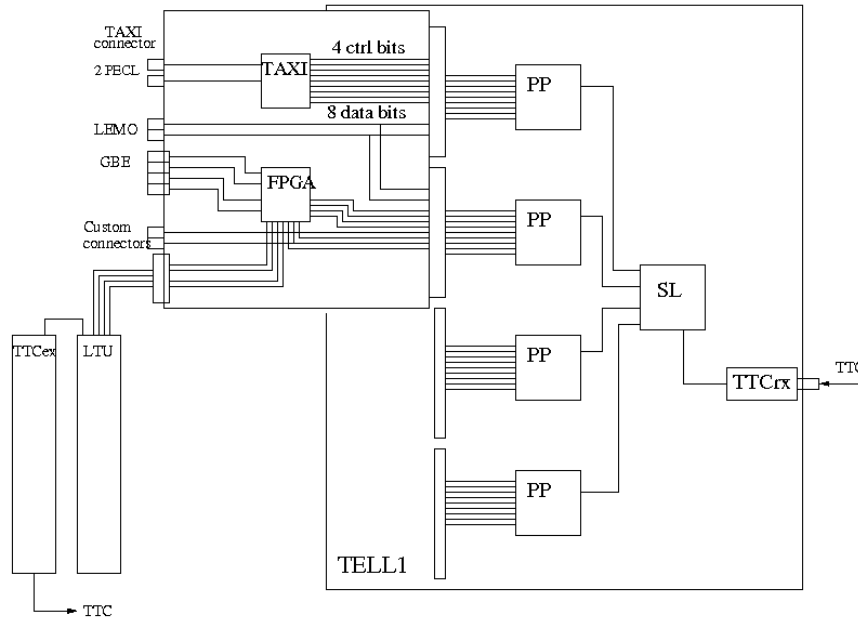 TAXI
connector
2 PECL
LEMO
GBE
Custom
connectors
TAXI
4 ctrl bits
8 data bits
FPGA
PP
PP
PP
PP
SL
TTCrx
TTC
TTCex
LTU
TELL1
TTC